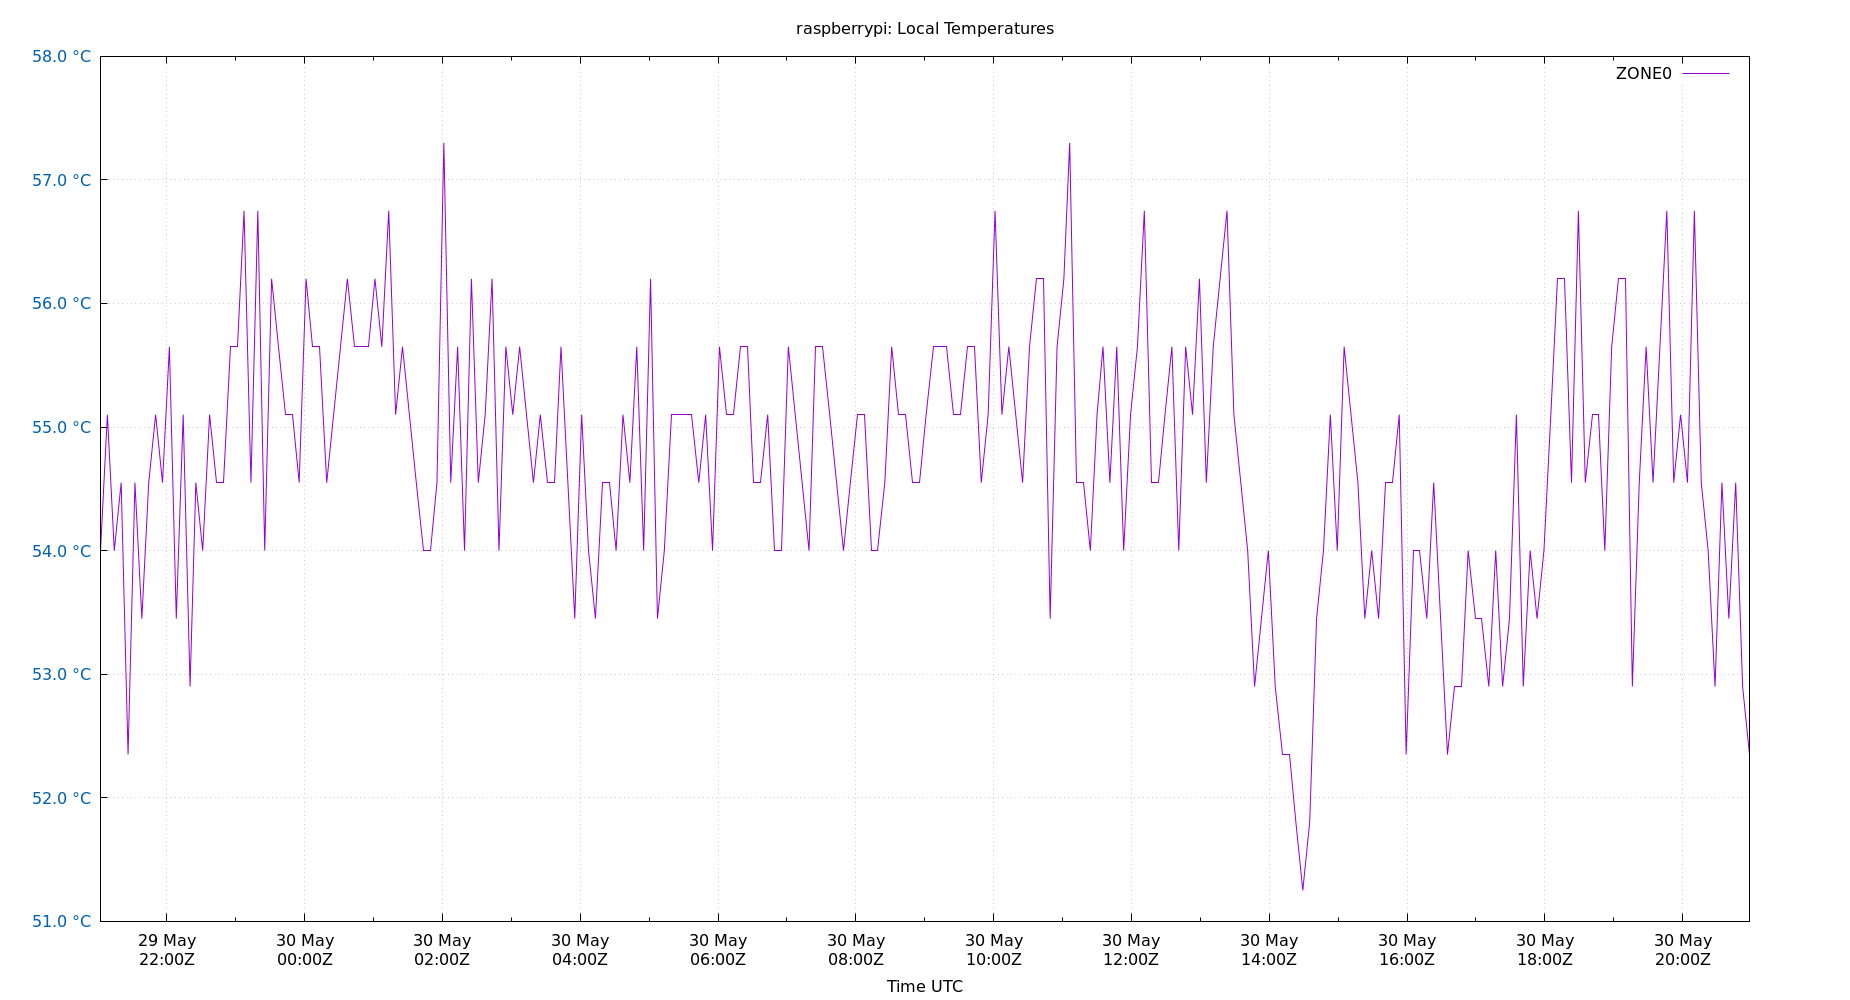 raspberrypi: Local Temperatures
58.0 °C
ZONE0
57.0 °C
56.0 °C
55.0 °C
54.0 °C
53.0 °C
52.0 °C
51.0 °C
29 May 30 May 30 May 30 May 30 May 30 May 30 May 30 May 30 May 30 May 30 May 30 May
22:00Z 00:00Z 02:00Z 04:00Z 06:00Z 08:00Z 10:00Z 12:00Z 14:00Z 16:00Z 18:00Z 20:00Z
Time UTC